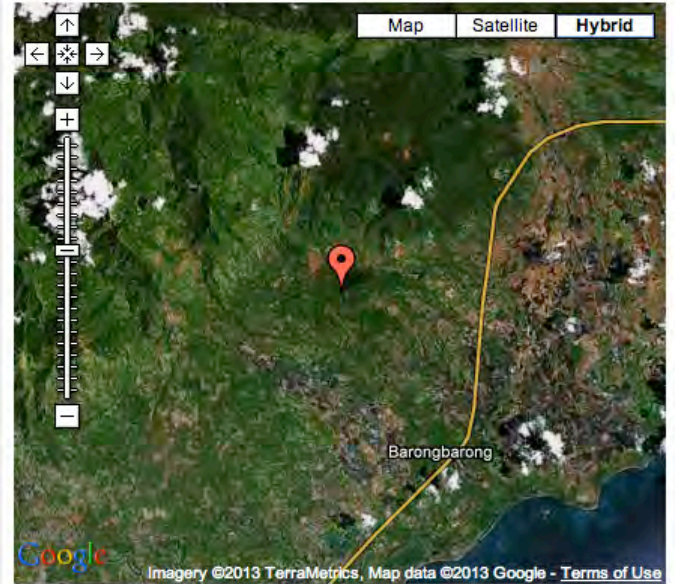 Map Satellite Hybrid
Barongbarong
Google
Imagery ©2013 TerraMetrics, Map data ©2013 Google - Terms of Use